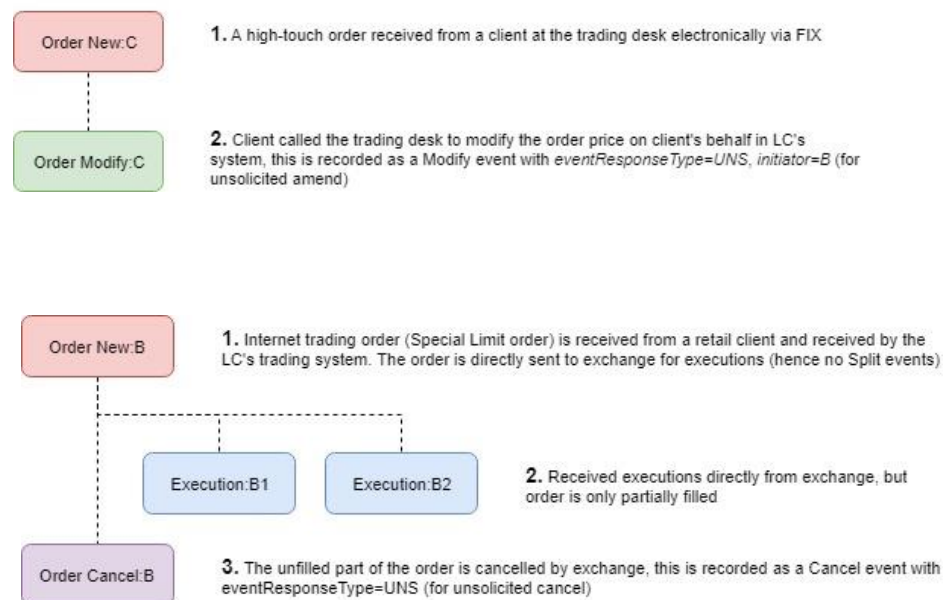 Order New:C
1. A high-touch order received from a client at the trading desk electronically via FIX
Order Modify:C
2. Client called the trading desk to modify the order price on client's behalf in LC's
system, this is recorded as a Modify event with eventResponseType=UNS, initiator=B (for
unsolicited amend)
Order New:B
1. Internet trading order (Special Limit order) is received from a retail client and received by the
LC's trading system. The order is directly sent to exchange for executions (hence no Split events)
Execution:B1
Execution:B2
2. Received executions directly from exchange, but
order is only partially filled
Order Cancel:B
3. The unfilled part of the order is cancelled by exchange, this is recorded as a Cancel event with
eventResponseType=UNS (for unsolicited cancel)